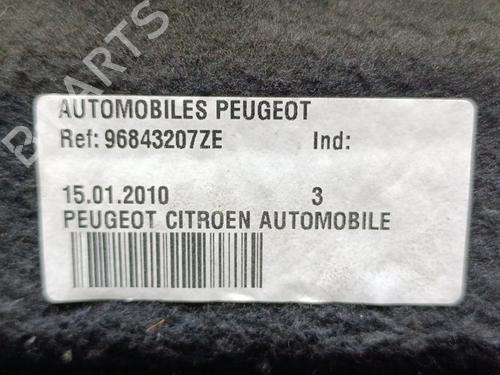 B PARTS
AUTOMOBILES PEUGEOT
Ref: 96843207ZE Ind:
15.01.2010 3
PEUGEOT CITROEN AUTOMOBILE